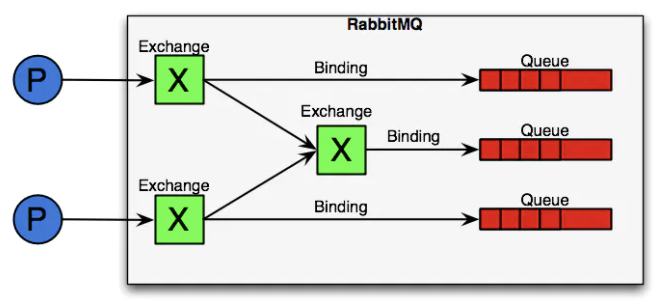 RabbitMQ
Exchange
P
X
Binding
Queue
Exchange
X
Binding
Queue
Exchange
P
X
Binding
Queue